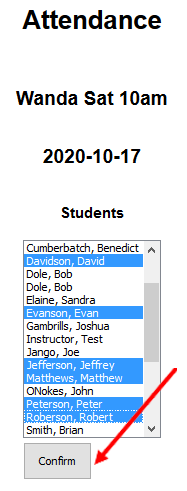 Attendance
Wanda Sat 10am
2020-10-17
Students
Cumberbatch, Benedict
Davidson, David
Dole, Bob
Dole, Bob
Elaine, Sandra
Evanson, Evan
Gambrills, Joshua
Instructor, Test
Jango, Joe
Jefferson, Jeffrey
Matthews, Matthew
ONokes, John
Peterson, Peter
Roberson, Robert
Smith, Brian
Confirm